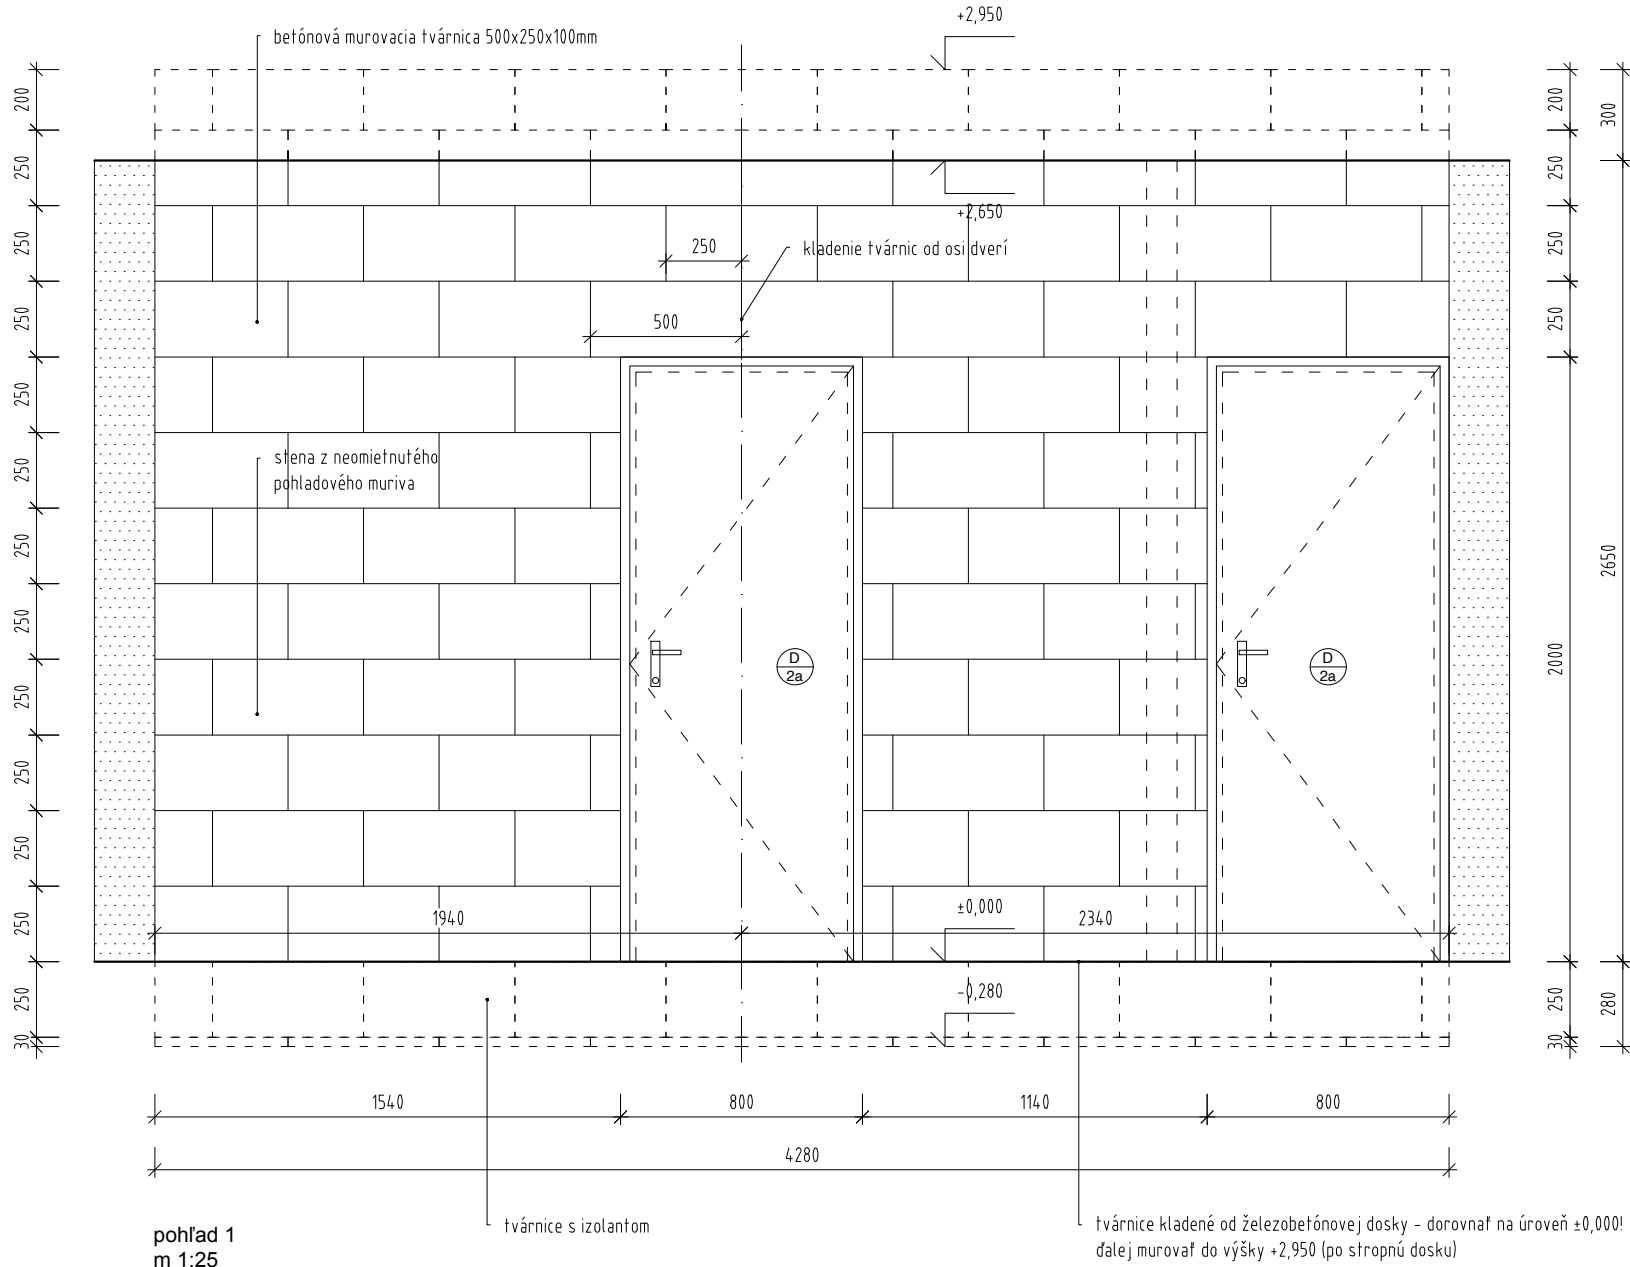 +2,950
betónová murovacia tvárnica 500x250x100mm
200
250
250
250
250
250
250
250
250
250
250
250
250
30
200
250
250
250
2000
250
30
300
2650
280
+2,650
250
kladenie tvárnic od osi dverí
500
stena z neomietnutého
pohladového muriva
D
2a
D
2a
1940
±0,000
2340
-0,280
1540
800
1140
800
4280
pohľad 1
m 1:25
tvárnice s izolantom
tvárnice kladené od železobetónovej dosky - dorovnať na úroveň ±0,000!
ďalej murovať do výšky +2,950 (po stropnú dosku)